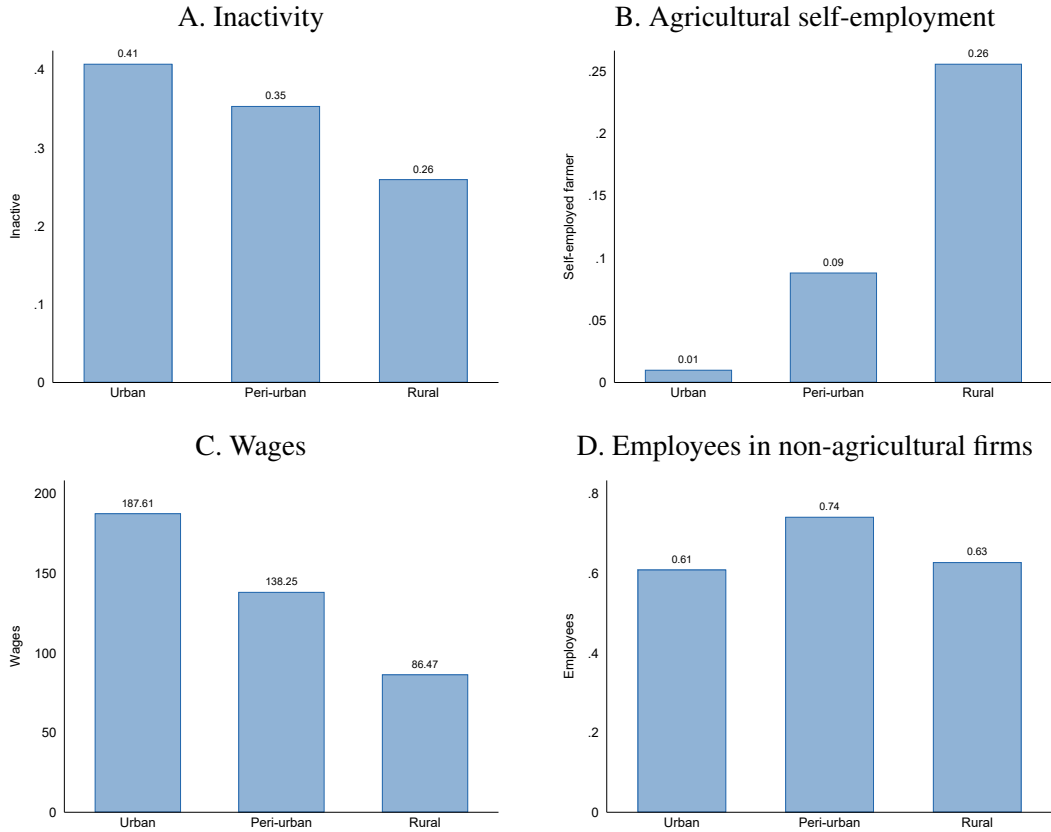 A. Inactivity
0.41
0.35
0.26
.4
.3
.2
.1
0
Inactive
Urban Peri-urban Rural
B. Agricultural self-employment
0.26
0.09
0.01
.25
.2
.15
.1
.05
0
Self-employed farmer
Urban Peri-urban Rural
C. Wages
187.61
138.25
86.47
200
150
100
50
0
Wages
Urban Peri-urban Rural
D. Employees in non-agricultural firms
0.61
0.74
0.63
.8
.6
.4
.2
0
Employees
Urban Peri-urban Rural